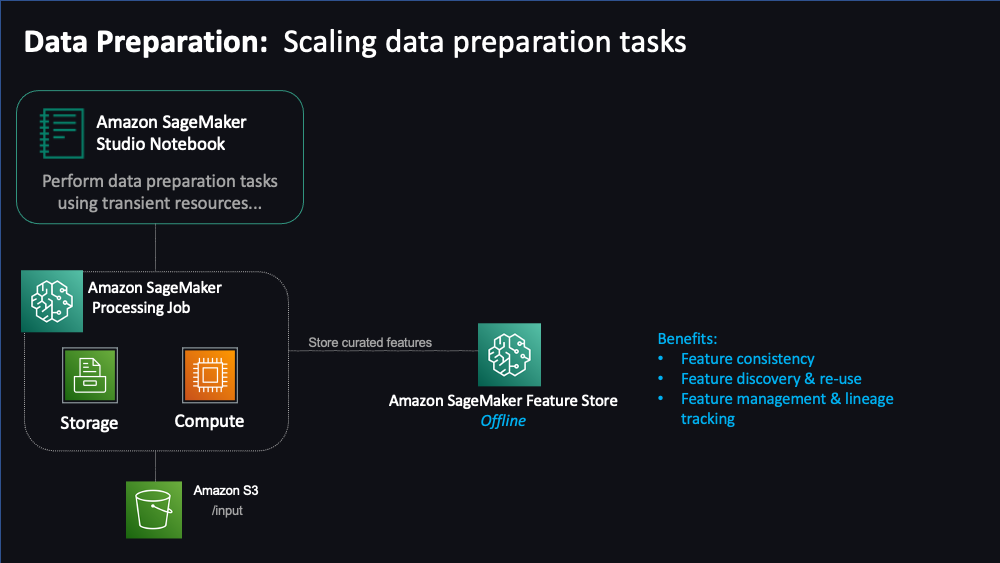 Data Preparation: Scaling data preparation tasks
Amazon SageMaker
Studio Notebook
Perform data preparation tasks
using transient resources...
Amazon SageMaker
Processing Job
Storage
Compute
Store curated features
Amazon SageMaker Feature Store
Offline
Benefits:
• Feature consistency
• Feature discovery & re-use
• Feature management & lineage
tracking
Amazon S3
/input